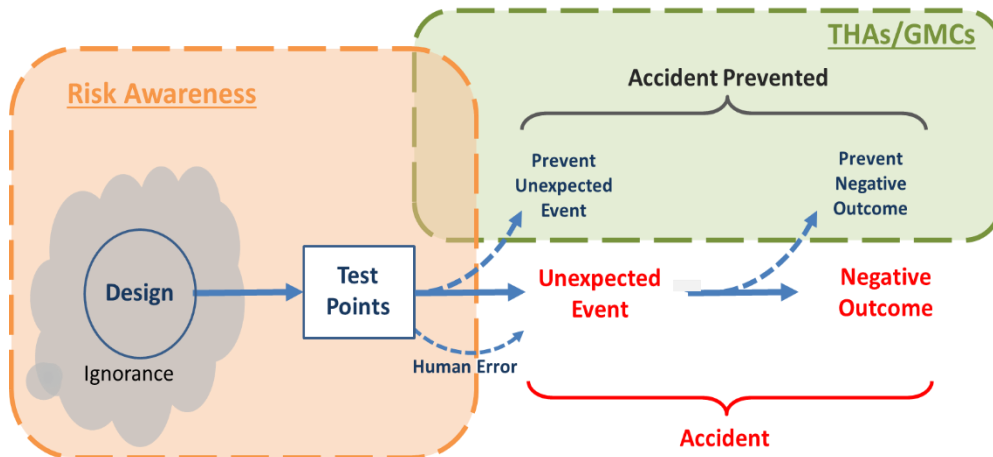 THAs/GMCs
Risk Awareness
Accident Prevented
Prevent
Unexpected
Event
Prevent
Negative
Outcome
Design
Test
Points
Unexpected
Event
Negative
Outcome
Ignorance
Human Error
Accident